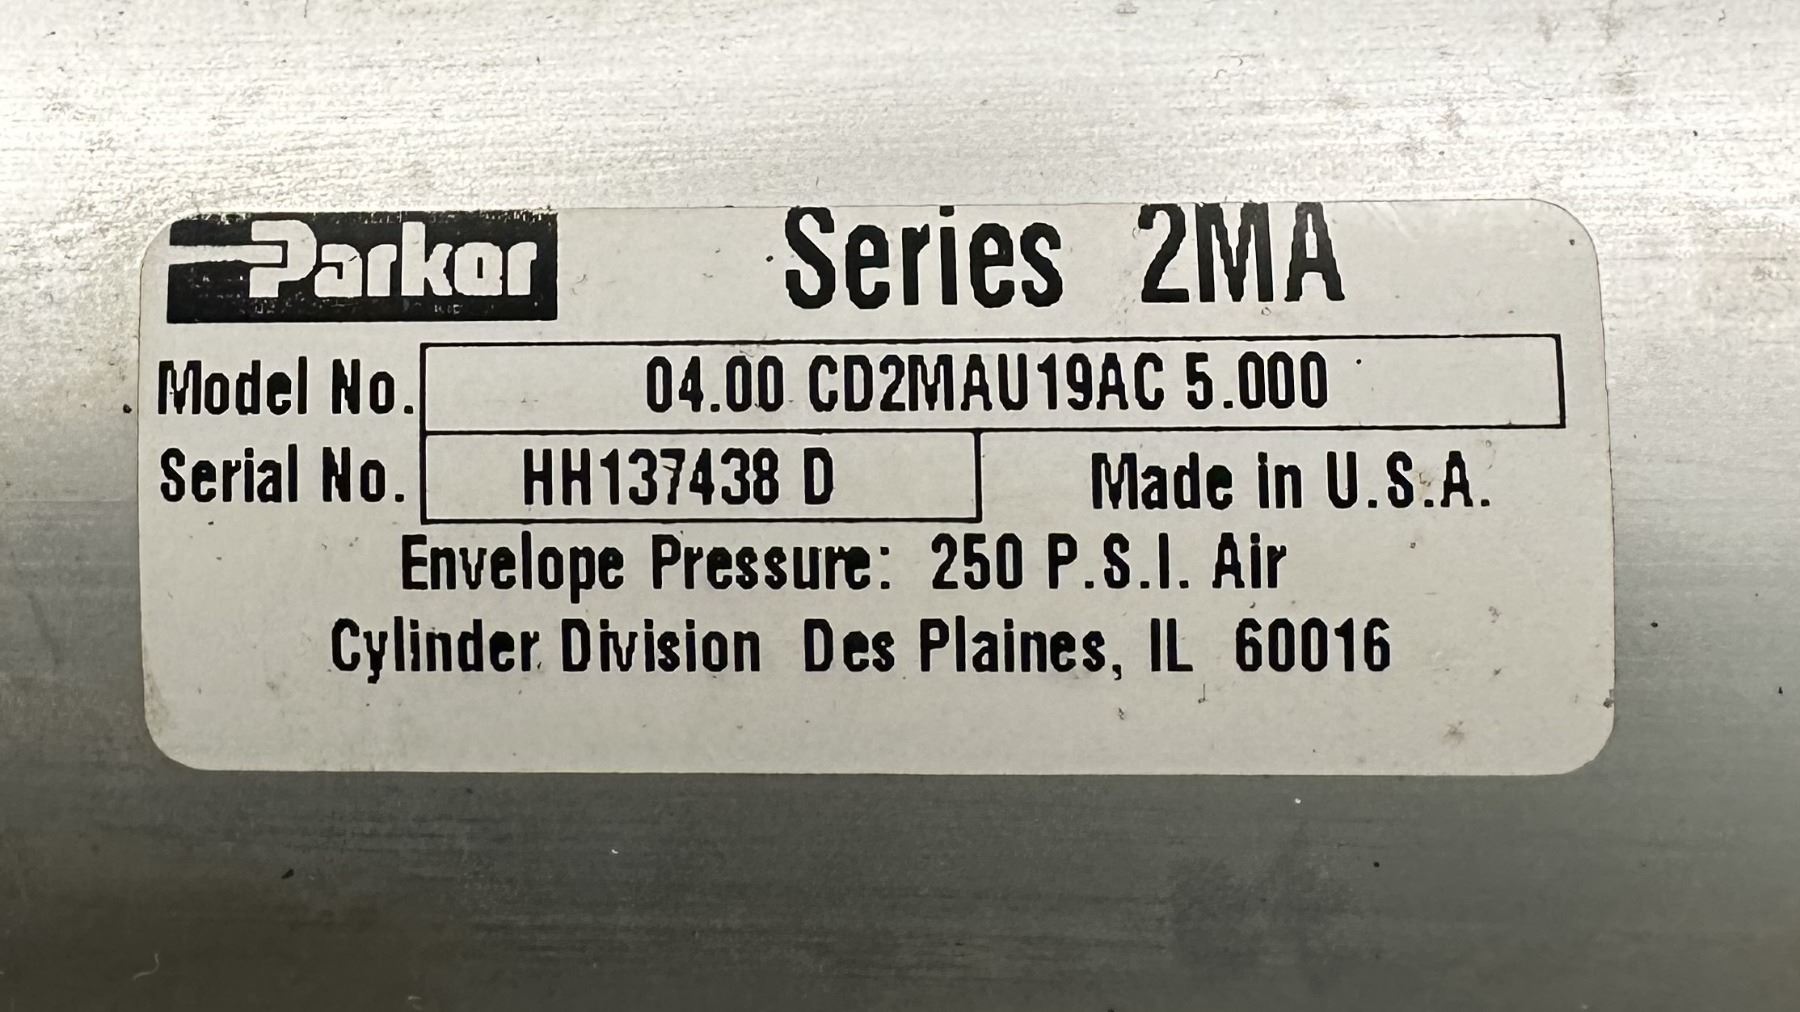 Parker Series 2MA
Model No. 04.00 CD2MAU19AC 5.000
Serial No. HH137438 D Made in U.S.A.
Envelope Pressure: 250 P.S.I. Air
Cylinder Division Des Plaines, IL 60016